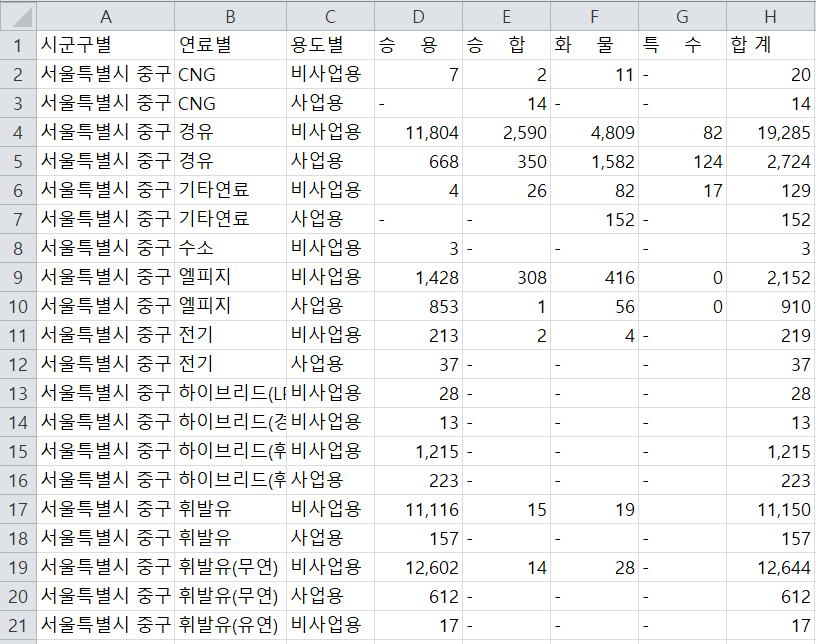 A B C D E F G H
1 시군구별 연료별 용도별 승 용 승 합 화 물 특 수 합 계
2 서울특별시 중구 CNG 비사업용 7 2 11 - 20
3 서울특별시 중구 CNG 사업용 - 14 - - 14
4 서울특별시 중구 경유 비사업용 11,804 2,590 4,809 82 19,285
5 서울특별시 중구 경유 사업용 668 350 1,582 124 2,724
6 서울특별시 중구 기타연료 비사업용 4 26 82 17 129
7 서울특별시 중구 기타연료 사업용 - - 152 - 152
8 서울특별시 중구 수소 비사업용 3 - - - 3
9 서울특별시 중구 엘피지 비사업용 1,428 308 416 0 2,152
10 서울특별시 중구 엘피지 사업용 853 1 56 0 910
11 서울특별시 중구 전기 비사업용 213 2 4 - 219
12 서울특별시 중구 전기 사업용 37 - - - 37
13 서울특별시 중구 하이브리드(L 비사업용 28 - - - 28
14 서울특별시 중구 하이브리드(경 비사업용 13 - - - 13
15 서울특별시 중구 하이브리드(휘 비사업용 1,215 - - - 1,215
16 서울특별시 중구 하이브리드(휘 사업용 223 - - - 223
17 서울특별시 중구 휘발유 비사업용 11,116 15 19 11,150
18 서울특별시 중구 휘발유 사업용 157 - - - 157
19 서울특별시 중구 휘발유(무연) 비사업용 12,602 14 28 - 12,644
20 서울특별시 중구 휘발유(무연) 사업용 612 - - - 612
21 서울특별시 중구 휘발유(유연) 비사업용 17 - - - 17